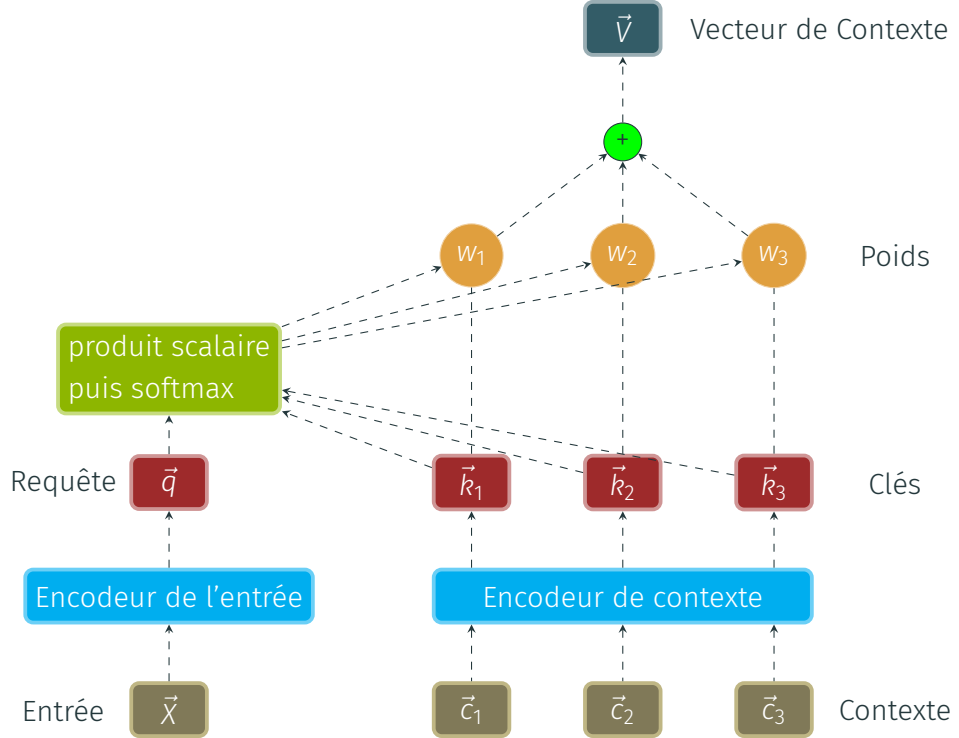 V⃗ Vecteur de Contexte
+
w₁ w₂ w₃ Poids
produit scalaire
puis softmax
Requête q⃗ k⃗₁ k⃗₂ k⃗₃ Clés
Encodeur de l’entrée Encodeur de contexte
Entrée X⃗ c⃗₁ c⃗₂ c⃗₃ Contexte